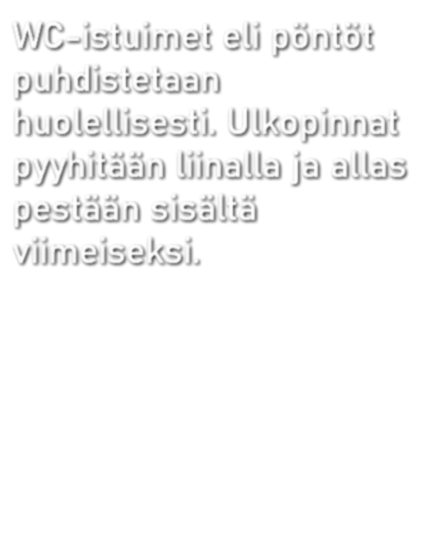 WC-istuimet eli pöntöt
puhdistetaan
huolellisesti. Ulkopinnat
pyyhitään liinalla ja allas
pestään sisältä
viimeiseksi.